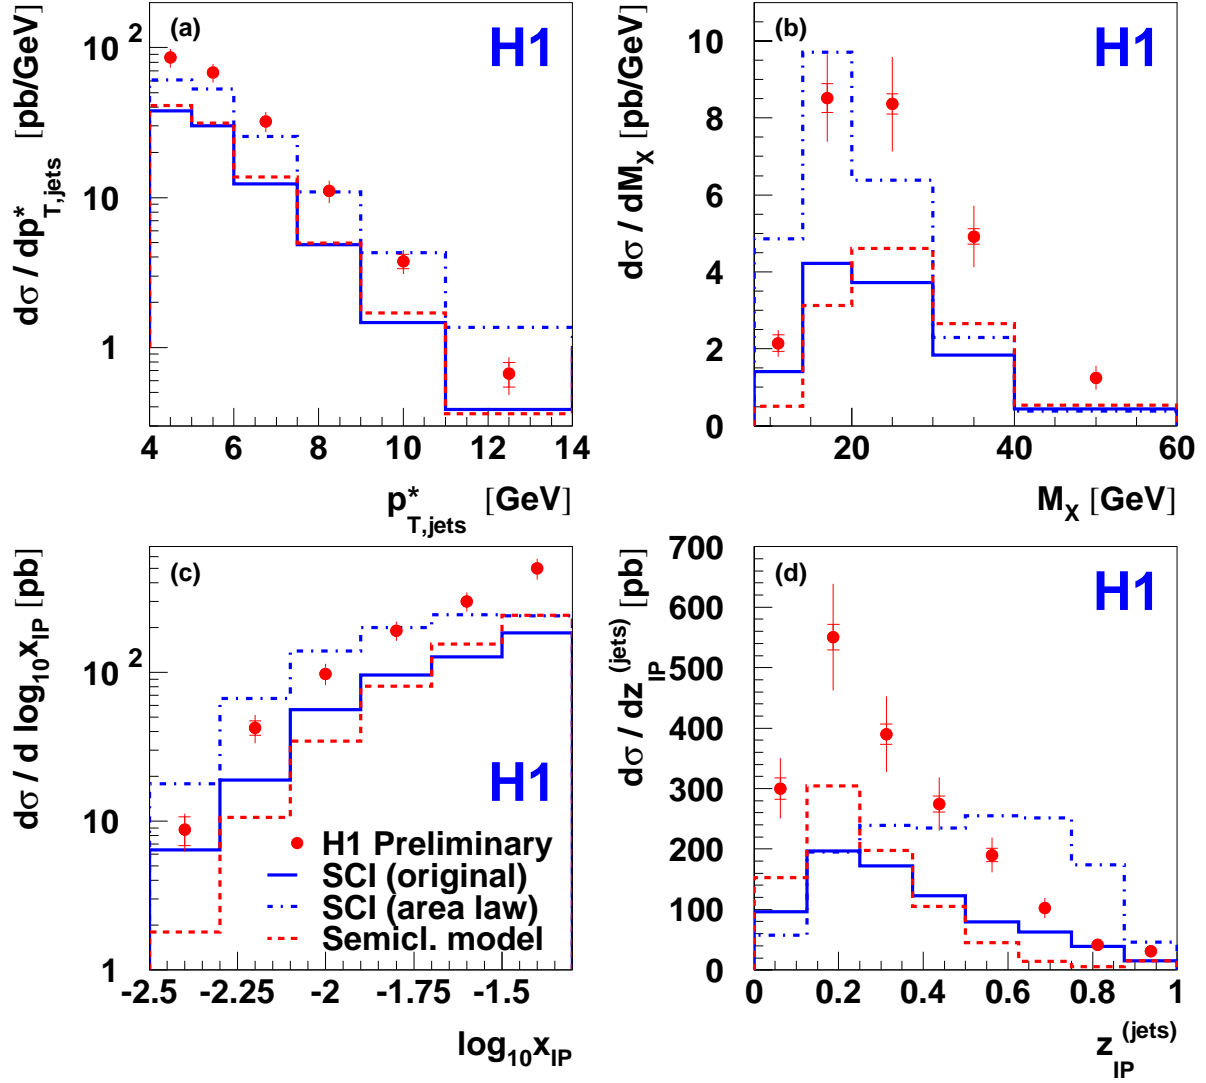 (a)
H1
dσ / dp*T,jets [pb/GeV]
10²
10
1
4 6 8 10 12 14
p*T,jets [GeV]
(b)
H1
dσ / dMX [pb/GeV]
10
8
6
4
2
0
20 40 60
MX [GeV]
(c)
dσ / d log10xIP [pb]
10²
10
1
H1
H1 Preliminary
SCI (original)
SCI (area law)
Semicl. model
-2.5 -2.25 -2 -1.75 -1.5
log10xIP
(d)
H1
dσ / dzIP(jets) [pb]
700
600
500
400
300
200
100
0
0 0.2 0.4 0.6 0.8 1
zIP(jets)